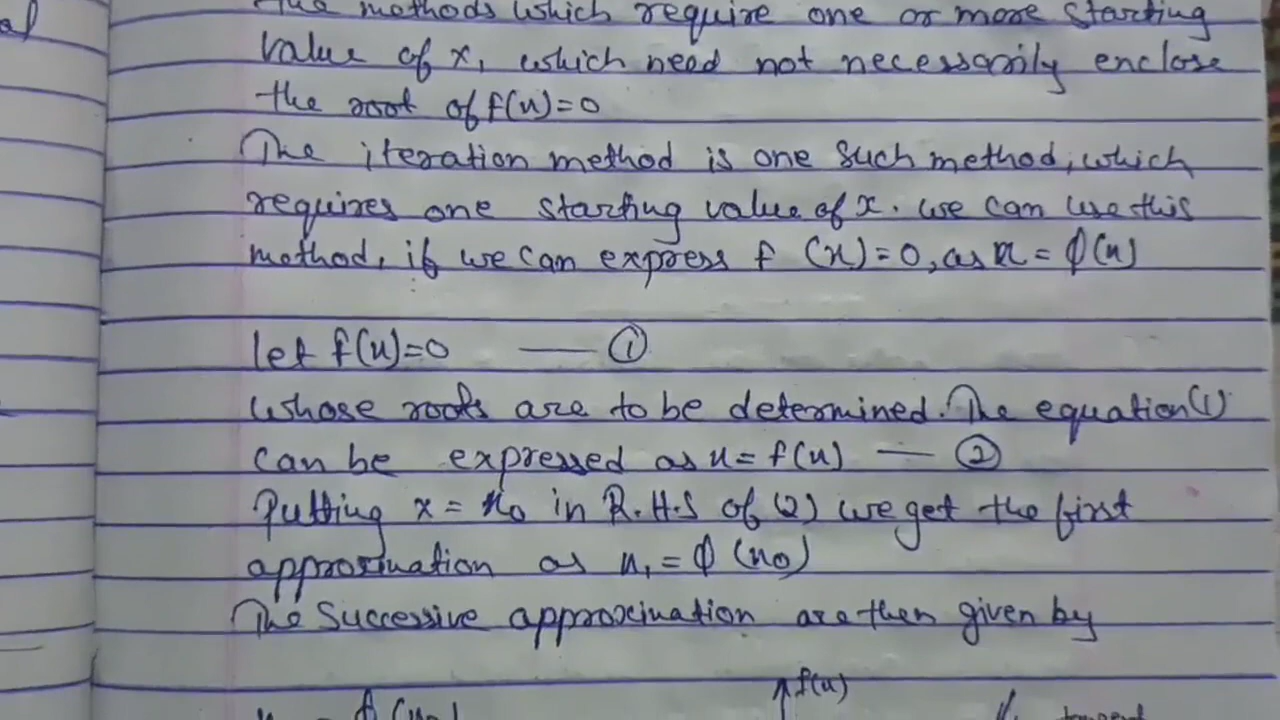 al
The methods which require one or more starting
value of x, which need not necessarily enclose
the root of f(x)=0
The iteration method is one such method, which
requires one starting value of x. we can use this
method, if we can express f (x)=0, as x = ϕ(x)
let f(x)=0 — ①
whose roots are to be determined. The equation(1)
can be expressed as x= f(x) — ②
Putting x = x₀ in R.H.S of (2) we get the first
approximation as x₁ = ϕ (x₀)
The Successive approximation are then given by
f(x)
tangent